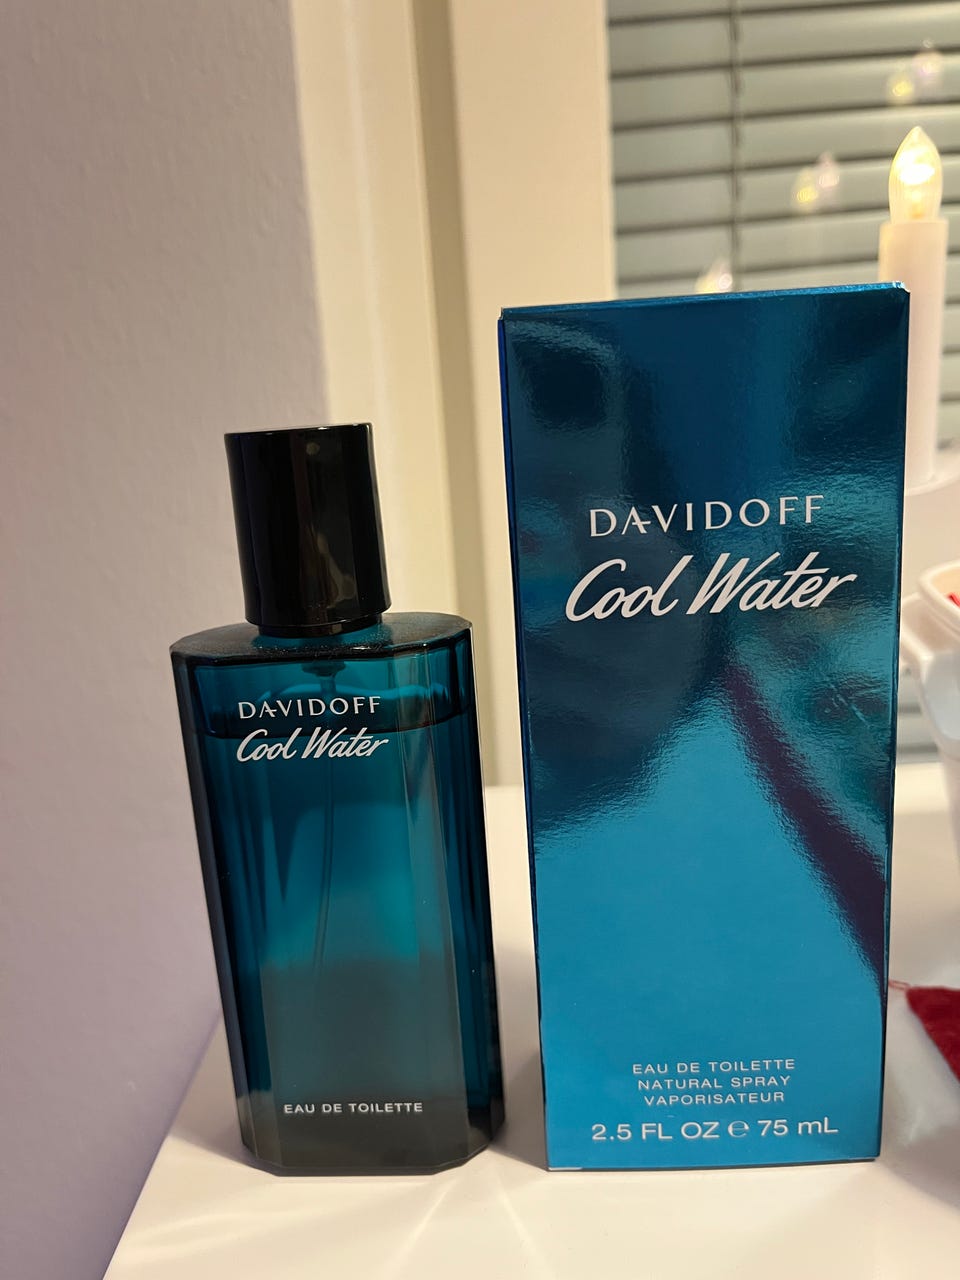 DAVIDOFF
Cool Water
EAU DE TOILETTE
DAVIDOFF
Cool Water
EAU DE TOILETTE
NATURAL SPRAY
VAPORISATEUR
2.5 FL OZ ℮ 75 mL